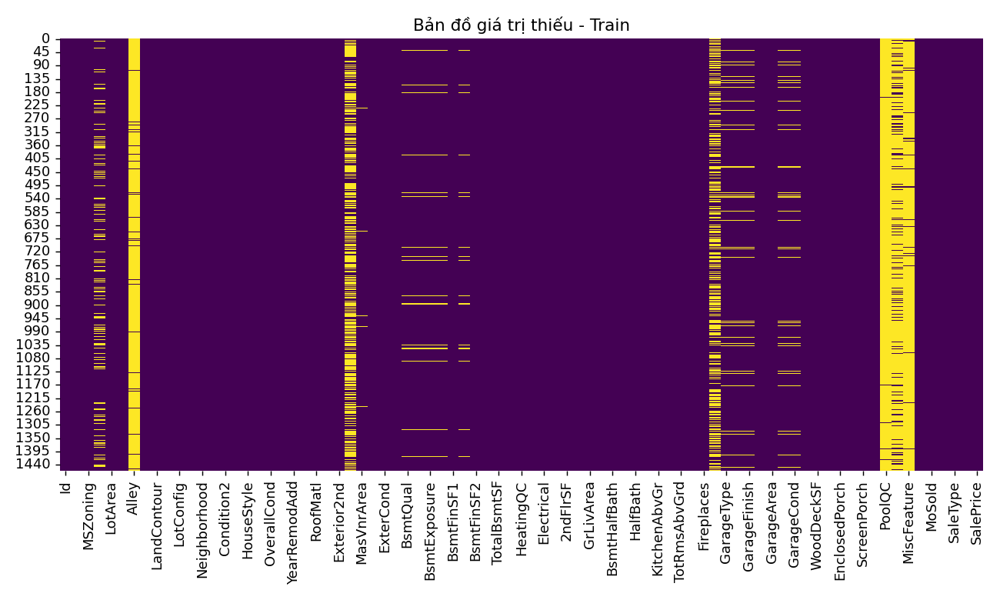 Bản đồ giá trị thiếu - Train
0
45
90
135
180
225
270
315
360
405
450
495
540
585
630
675
720
765
810
855
900
945
990
1035
1080
1125
1170
1215
1260
1305
1350
1395
1440
Id
MSZoning
LotArea
Alley
LandContour
LotConfig
Neighborhood
Condition2
HouseStyle
OverallCond
YearRemodAdd
RoofMatl
Exterior2nd
MasVnrArea
ExterCond
BsmtQual
BsmtExposure
BsmtFinSF1
BsmtFinSF2
TotalBsmtSF
HeatingQC
Electrical
2ndFlrSF
GrLivArea
BsmtHalfBath
HalfBath
KitchenAbvGr
TotRmsAbvGrd
Fireplaces
GarageType
GarageFinish
GarageArea
GarageCond
WoodDeckSF
EnclosedPorch
ScreenPorch
PoolQC
MiscFeature
MoSold
SaleType
SalePrice